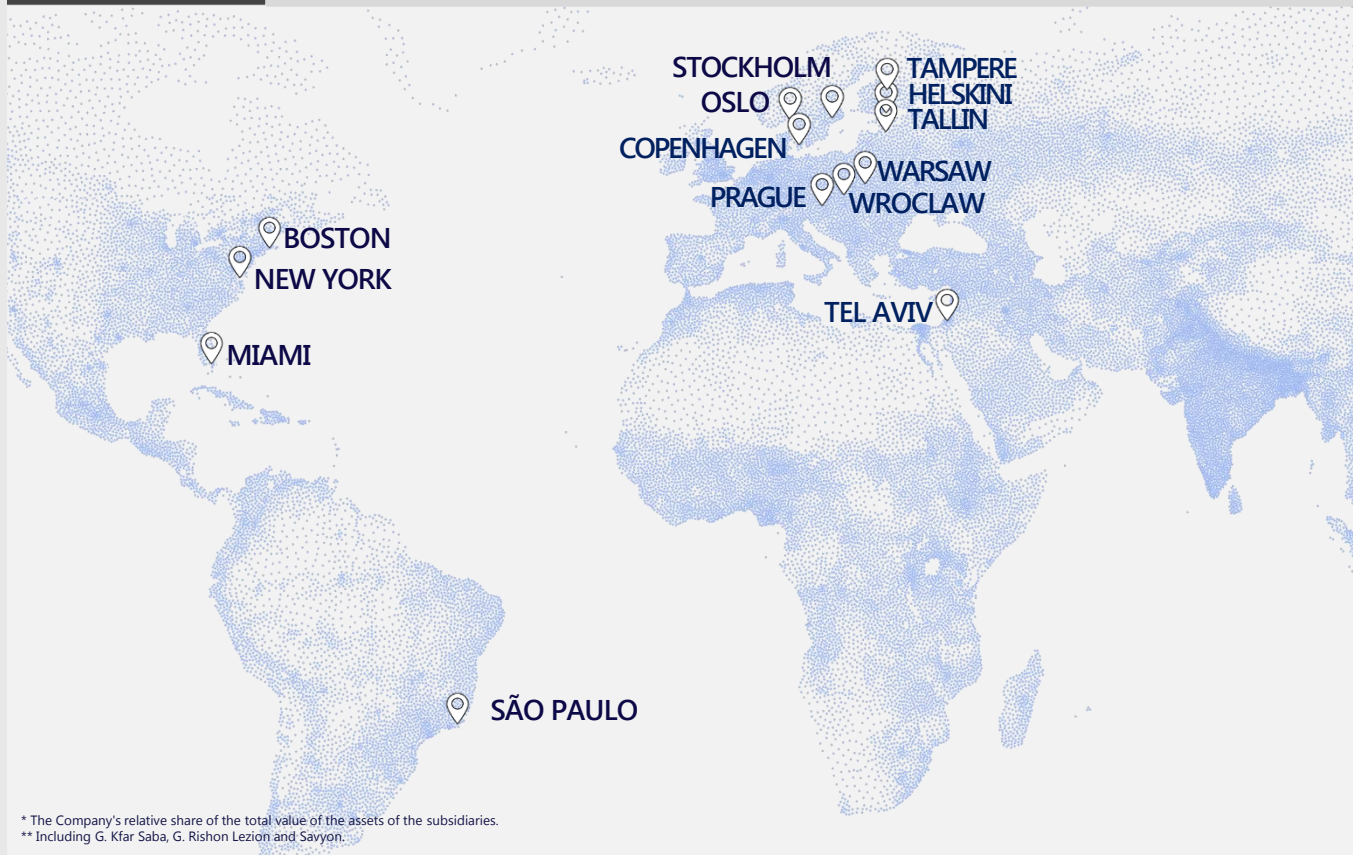 STOCKHOLM
TAMPERE
OSLO
HELSKINI
TALLIN
COPENHAGEN
WARSAW
PRAGUE
WROCLAW
BOSTON
NEW YORK
TEL AVIV
MIAMI
SÃO PAULO
* The Company's relative share of the total value of the assets of the subsidiaries.
** Including G. Kfar Saba, G. Rishon Lezion and Savyon.